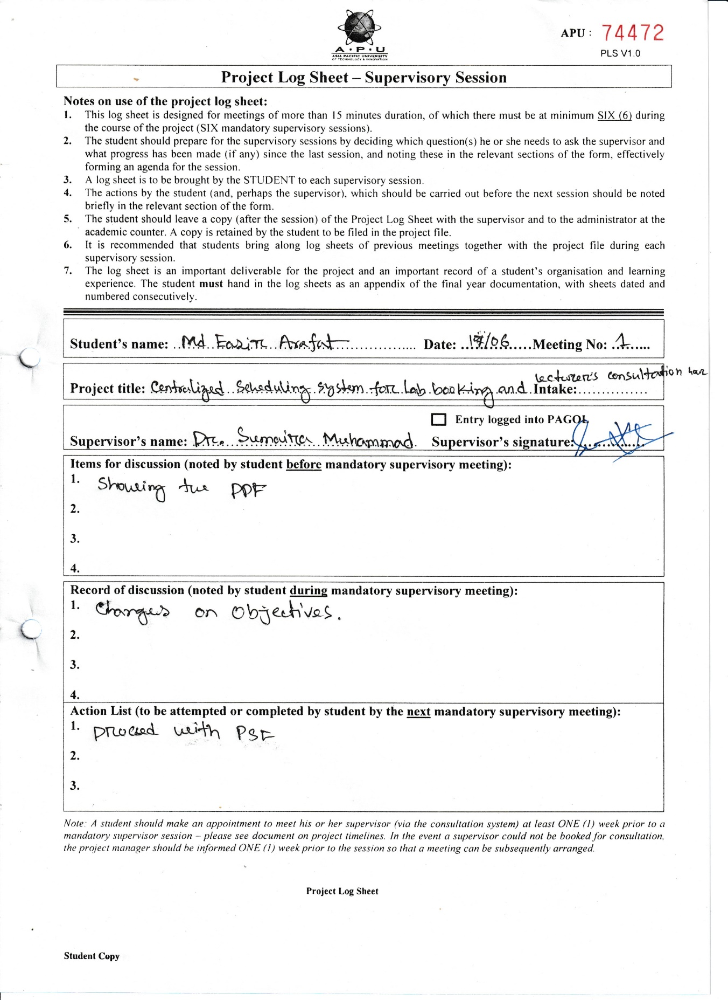 A • P • U
ASIA PACIFIC UNIVERSITY
OF TECHNOLOGY & INNOVATION
APU : 74472
PLS V1.0
Project Log Sheet – Supervisory Session
Notes on use of the project log sheet:
1. This log sheet is designed for meetings of more than 15 minutes duration, of which there must be at minimum SIX (6) during
the course of the project (SIX mandatory supervisory sessions).
2. The student should prepare for the supervisory sessions by deciding which question(s) he or she needs to ask the supervisor and
what progress has been made (if any) since the last session, and noting these in the relevant sections of the form, effectively
forming an agenda for the session.
3. A log sheet is to be brought by the STUDENT to each supervisory session.
4. The actions by the student (and, perhaps the supervisor), which should be carried out before the next session should be noted
briefly in the relevant section of the form.
5. The student should leave a copy (after the session) of the Project Log Sheet with the supervisor and to the administrator at the
academic counter. A copy is retained by the student to be filed in the project file.
6. It is recommended that students bring along log sheets of previous meetings together with the project file during each
supervisory session.
7. The log sheet is an important deliverable for the project and an important record of a student's organisation and learning
experience. The student must hand in the log sheets as an appendix of the final year documentation, with sheets dated and
numbered consecutively.
Student's name: Md Easin Arafat Date: /06 Meeting No: 1
lecturer's consultation
Project title: Centralized Scheduling system for Lab booking and Intake:
Entry logged into PAGOL
Supervisor's name: Dr. Sumaira Muhammad. Supervisor's signature:
Items for discussion (noted by student before mandatory supervisory meeting):
1. Showing the PPF
2.
3.
4.
Record of discussion (noted by student during mandatory supervisory meeting):
1. Changes on Objectives.
2.
3.
4.
Action List (to be attempted or completed by student by the next mandatory supervisory meeting):
1. proceed with PSF
2.
3.
Note: A student should make an appointment to meet his or her supervisor (via the consultation system) at least ONE (1) week prior to a
mandatory supervisor session – please see document on project timelines. In the event a supervisor could not be booked for consultation,
the project manager should be informed ONE (1) week prior to the session so that a meeting can be subsequently arranged.
Project Log Sheet
Student Copy